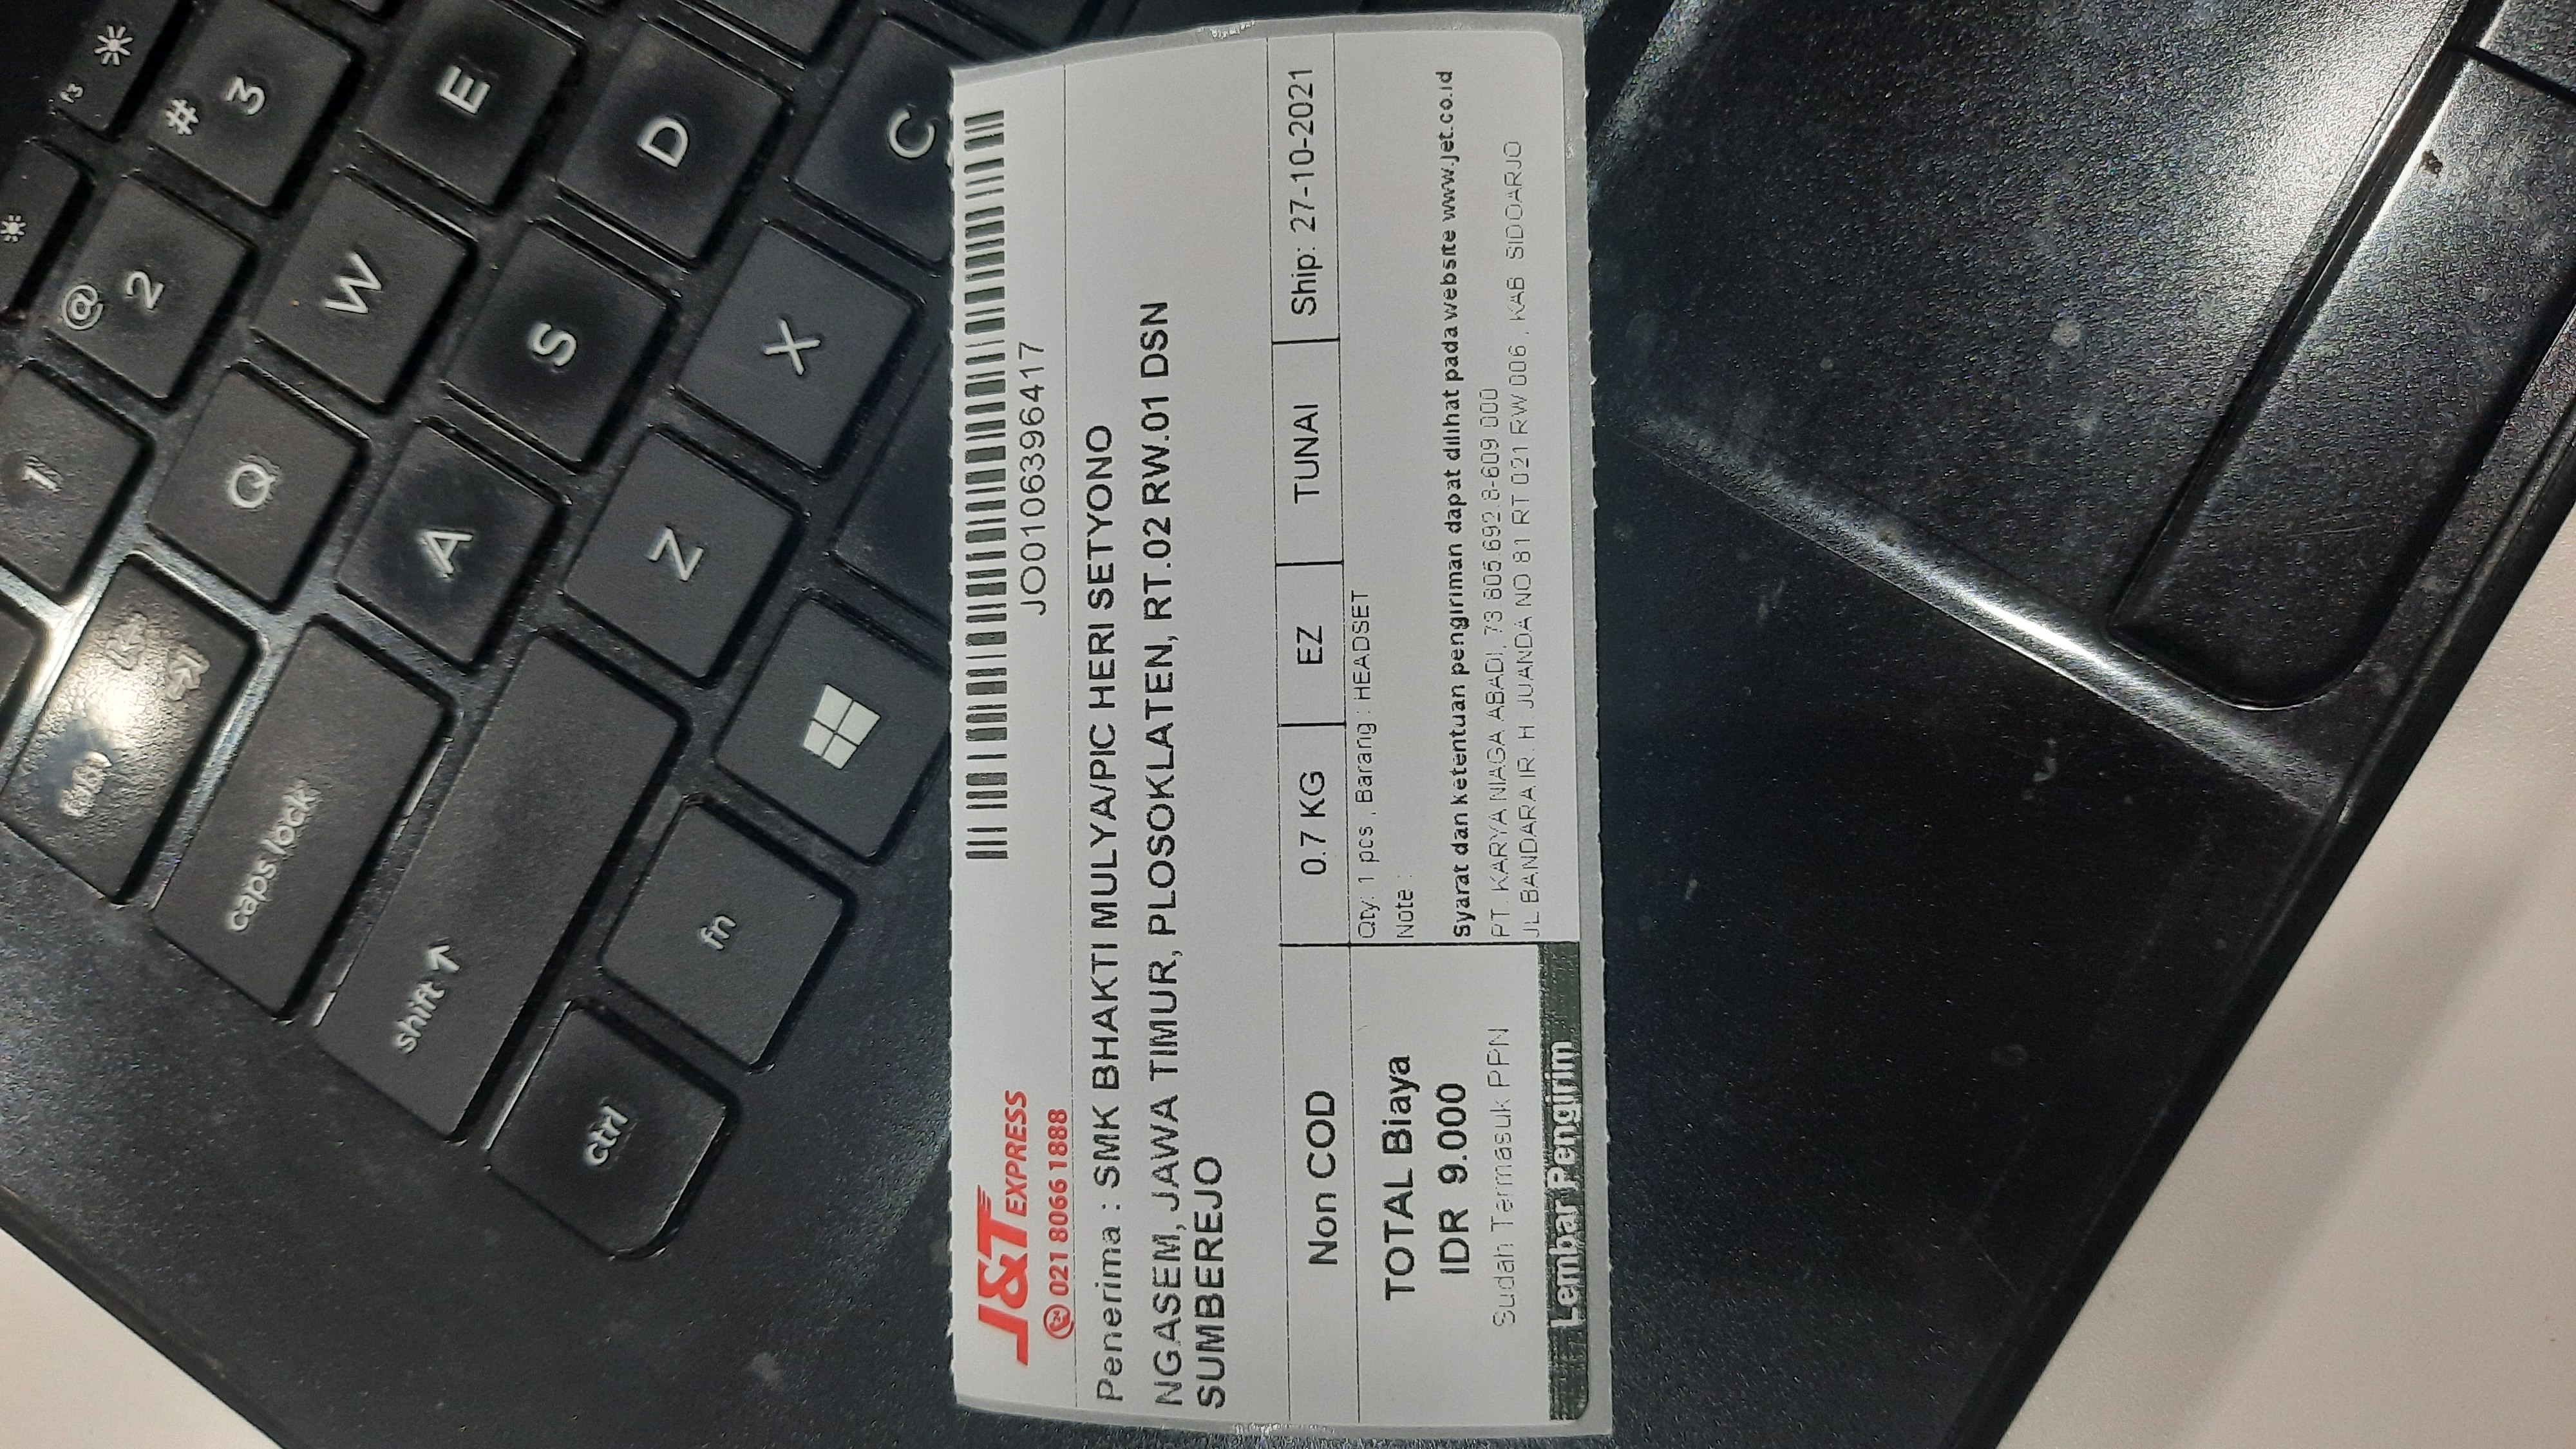 1
@
2
f3
#
3
Q
caps lock
W
E
shift ↑
A
S
D
ctrl
fn
Z
X
C
J&T EXPRESS
021 8066 1888
JO0106396417
Penerima : SMK BHAKTI MULYA/PIC HERI SETYONO
NGASEM, JAWA TIMUR, PLOSOKLATEN, RT.02 RW.01 DSN
SUMBEREJO
Non COD
0.7 KG
EZ
TUNAI
Ship: 27-10-2021
TOTAL Biaya
IDR 9.000
Sudah Termasuk PPN
Lembar Pengirim
Qty: 1 pcs , Barang : HEADSET
Note :
Syarat dan ketentuan pengiriman dapat dilihat pada website www.jet.co.id
PT. KARYA NIAGA ABADI, 73.805.692.8-609.000
JL BANDARA IR. H. JUANDA NO 81 RT 021 RW 006 , KAB. SIDOARJO